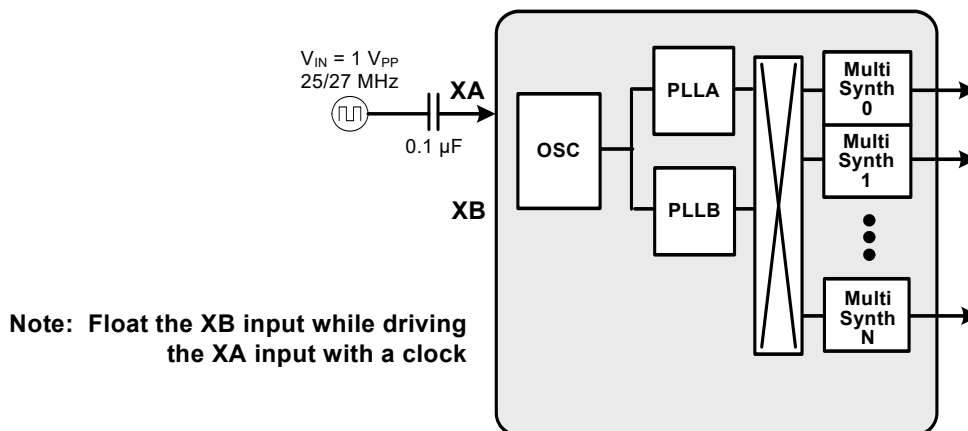 V_IN = 1 V_PP
25/27 MHz
XA
0.1 µF
XB
OSC
PLLA
PLLB
Multi
Synth
0
Multi
Synth
1
Multi
Synth
N
Note: Float the XB input while driving
the XA input with a clock